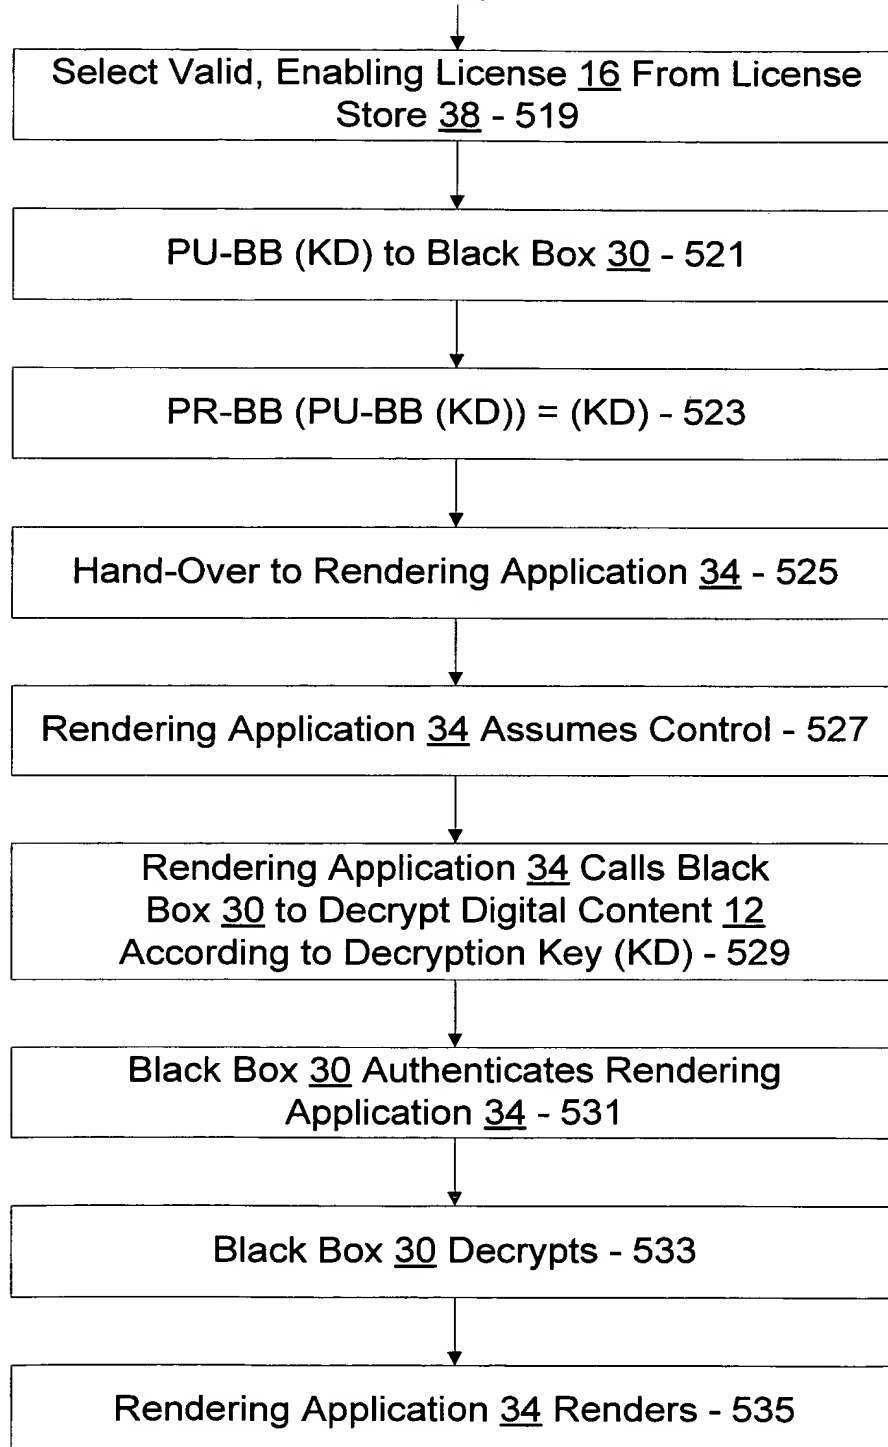 Select Valid, Enabling License 16 From License
Store 38 - 519
PU-BB (KD) to Black Box 30 - 521
PR-BB (PU-BB (KD)) = (KD) - 523
Hand-Over to Rendering Application 34 - 525
Rendering Application 34 Assumes Control - 527
Rendering Application 34 Calls Black
Box 30 to Decrypt Digital Content 12
According to Decryption Key (KD) - 529
Black Box 30 Authenticates Rendering
Application 34 - 531
Black Box 30 Decrypts - 533
Rendering Application 34 Renders - 535